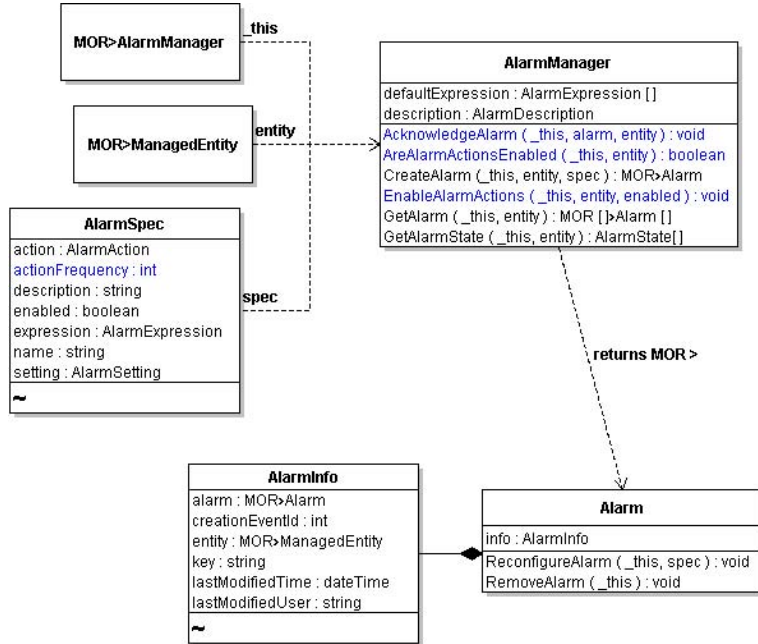 MOR>AlarmManager
_this
MOR>ManagedEntity
entity
AlarmSpec
action : AlarmAction
actionFrequency : int
description : string
enabled : boolean
expression : AlarmExpression
name : string
setting : AlarmSetting
~
spec
AlarmManager
defaultExpression : AlarmExpression [ ]
description : AlarmDescription
AcknowledgeAlarm ( _this, alarm, entity ) : void
AreAlarmActionsEnabled ( _this, entity ) : boolean
CreateAlarm ( _this, entity, spec ) : MOR>Alarm
EnableAlarmActions ( _this, entity, enabled ) : void
GetAlarm ( _this, entity ) : MOR [ ]>Alarm [ ]
GetAlarmState ( _this, entity ) : AlarmState[ ]
returns MOR >
AlarmInfo
alarm : MOR>Alarm
creationEventId : int
entity : MOR>ManagedEntity
key : string
lastModifiedTime : dateTime
lastModifiedUser : string
~
Alarm
info : AlarmInfo
ReconfigureAlarm ( _this, spec ) : void
RemoveAlarm ( _this ) : void